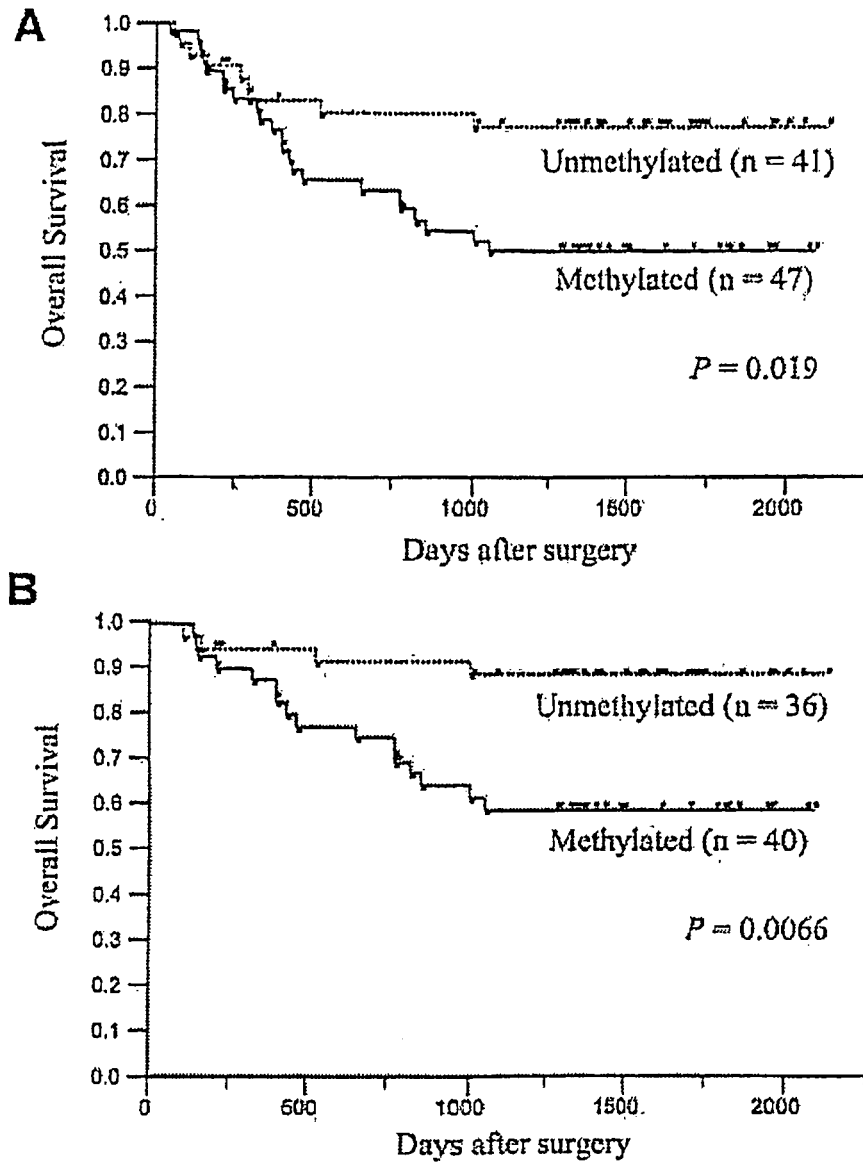 A
Overall Survival
1.0
0.9
0.8
0.7
0.6
0.5
0.4
0.3
0.2
0.1
0.0
Unmethylated (n = 41)
Methylated (n = 47)
P = 0.019
0 500 1000 1500 2000
Days after surgery
B
Overall Survival
1.0
0.9
0.8
0.7
0.6
0.5
0.4
0.3
0.2
0.1
0.0
Unmethylated (n = 36)
Methylated (n = 40)
P = 0.0066
0 500 1000 1500 2000
Days after surgery